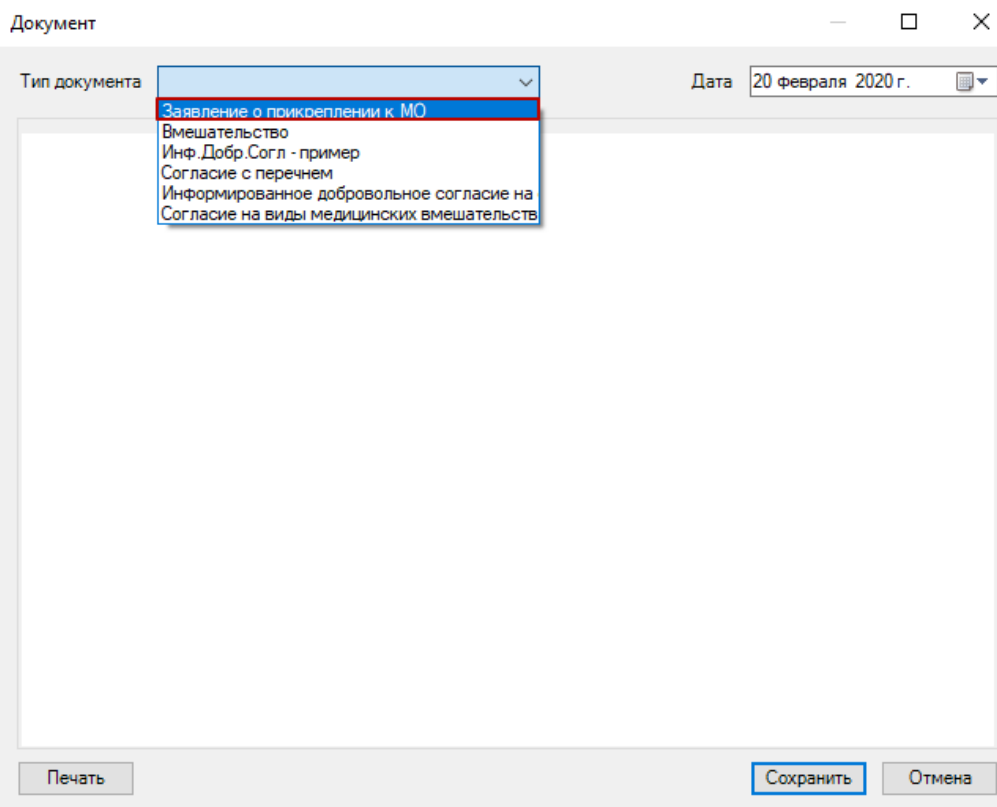 Документ
Тип документа
Дата 20 февраля 2020 г.
Заявление о прикреплении к МО
Вмешательство
Инф.Добр.Согл - пример
Согласие с перечнем
Информированное добровольное согласие на
Согласие на виды медицинских вмешательств
Печать
Сохранить
Отмена